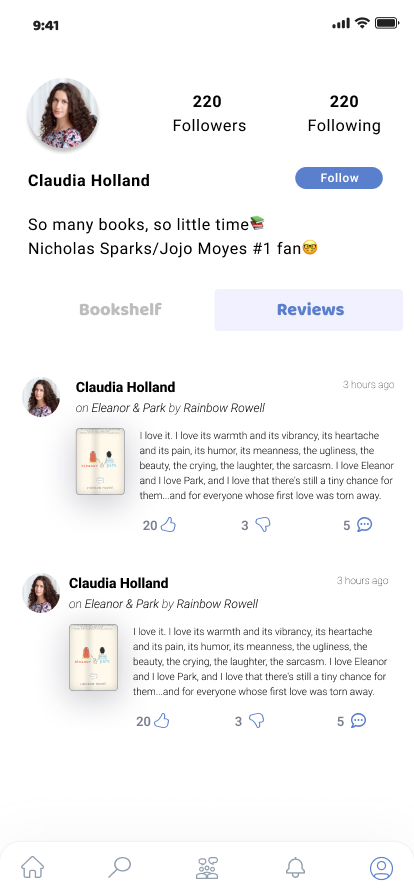 9:41
220
220
Followers
Following
Claudia Holland
Follow
So many books, so little time📚
Nicholas Sparks/Jojo Moyes #1 fan🤓
Bookshelf
Reviews
Claudia Holland
3 hours ago
on Eleanor & Park by Rainbow Rowell
I love it. I love its warmth and its vibrancy, its heartache
and its pain, its humor, its meanness, the ugliness, the
beauty, the crying, the laughter, the sarcasm. I love Eleanor
and I love Park, and I love that there's still a tiny chance for
them...and for everyone whose first love was torn away.
20
3
5
Claudia Holland
3 hours ago
on Eleanor & Park by Rainbow Rowell
I love it. I love its warmth and its vibrancy, its heartache
and its pain, its humor, its meanness, the ugliness, the
beauty, the crying, the laughter, the sarcasm. I love Eleanor
and I love Park, and I love that there's still a tiny chance for
them...and for everyone whose first love was torn away.
20
3
5